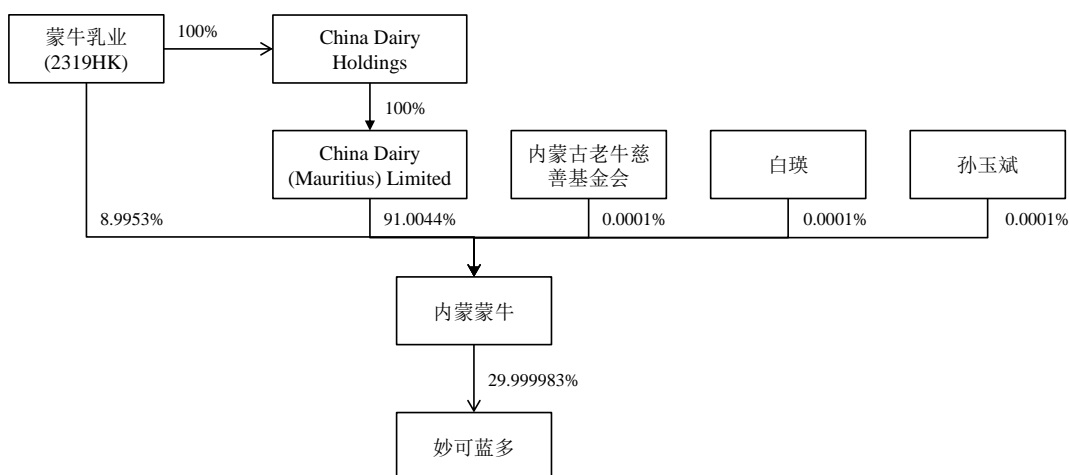 蒙牛乳业
(2319HK)
100%
China Dairy
Holdings
100%
China Dairy
(Mauritius) Limited
内蒙古老牛慈
善基金会
白瑛
孙玉斌
8.9953%
91.0044%
0.0001%
0.0001%
0.0001%
内蒙蒙牛
29.999983%
妙可蓝多